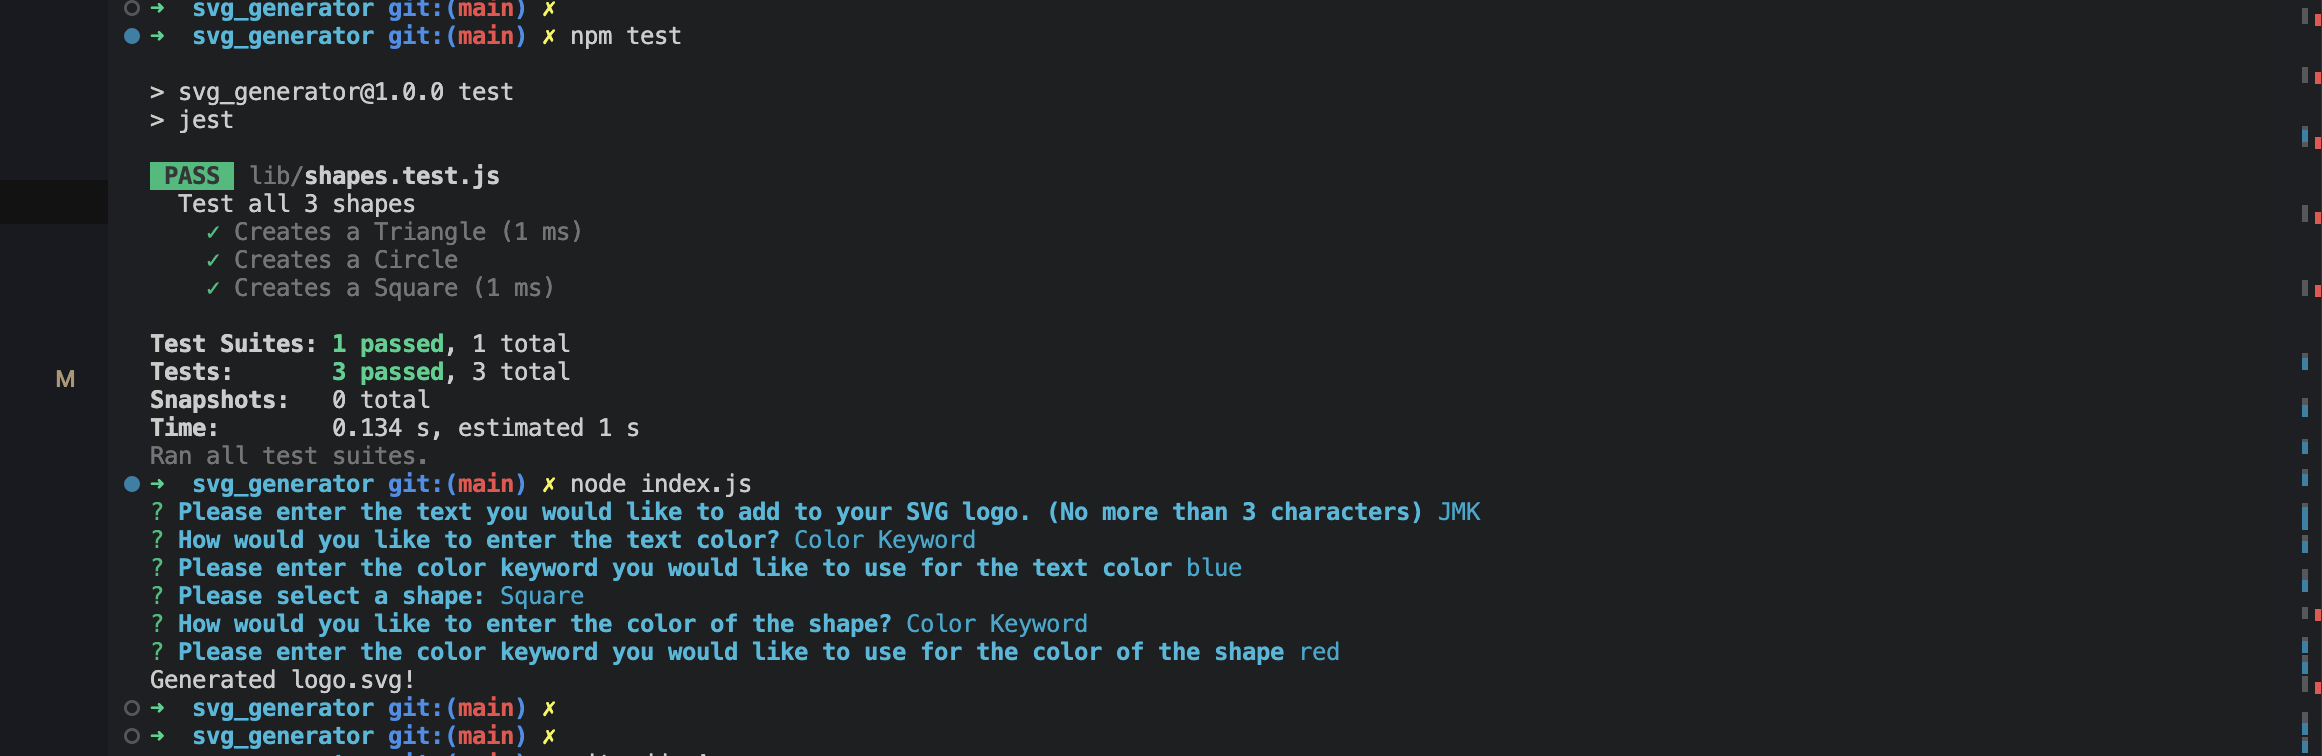 ➜  svg_generator git:(main) ✗
➜  svg_generator git:(main) ✗ npm test
> svg_generator@1.0.0 test
> jest
PASS  lib/shapes.test.js
Test all 3 shapes
✓ Creates a Triangle (1 ms)
✓ Creates a Circle
✓ Creates a Square (1 ms)
Test Suites: 1 passed, 1 total
Tests:       3 passed, 3 total
M
Snapshots:   0 total
Time:        0.134 s, estimated 1 s
Ran all test suites.
➜  svg_generator git:(main) ✗ node index.js
? Please enter the text you would like to add to your SVG logo. (No more than 3 characters) JMK
? How would you like to enter the text color? Color Keyword
? Please enter the color keyword you would like to use for the text color blue
? Please select a shape: Square
? How would you like to enter the color of the shape? Color Keyword
? Please enter the color keyword you would like to use for the color of the shape red
Generated logo.svg!
➜  svg_generator git:(main) ✗
➜  svg_generator git:(main) ✗